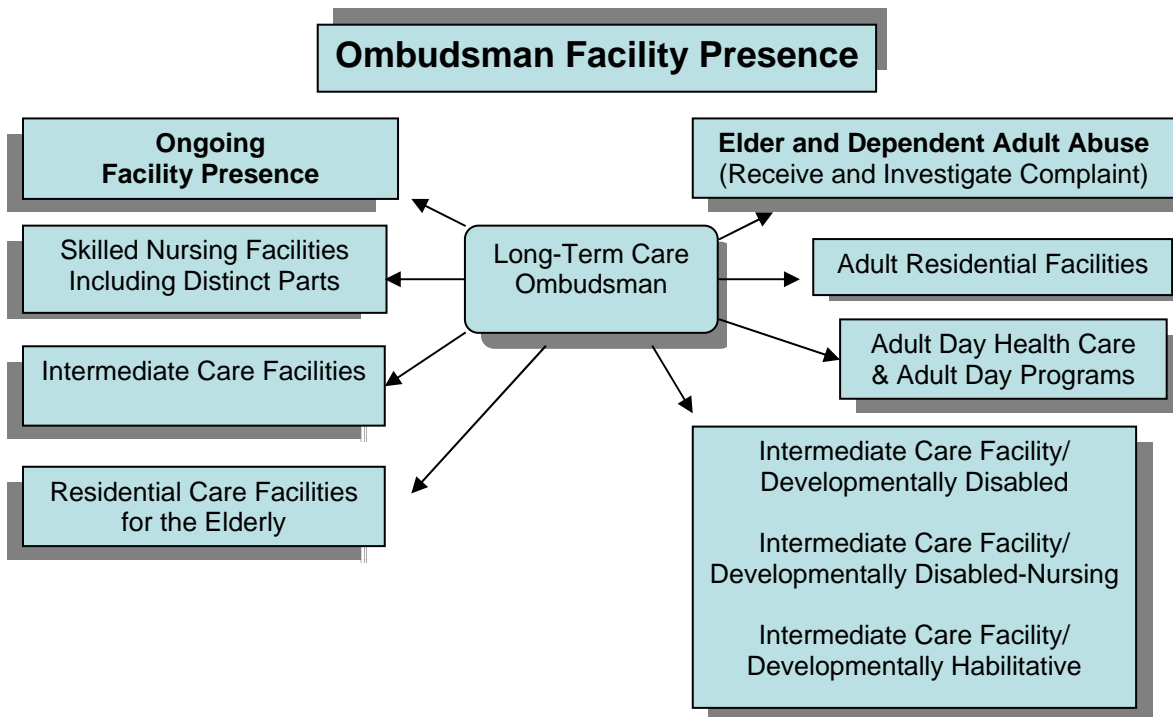 Ombudsman Facility Presence
Ongoing
Facility Presence
Skilled Nursing Facilities
Including Distinct Parts
Intermediate Care Facilities
Residential Care Facilities
for the Elderly
Long-Term Care
Ombudsman
Elder and Dependent Adult Abuse
(Receive and Investigate Complaint)
Adult Residential Facilities
Adult Day Health Care
& Adult Day Programs
Intermediate Care Facility/
Developmentally Disabled
Intermediate Care Facility/
Developmentally Disabled-Nursing
Intermediate Care Facility/
Developmentally Habilitative